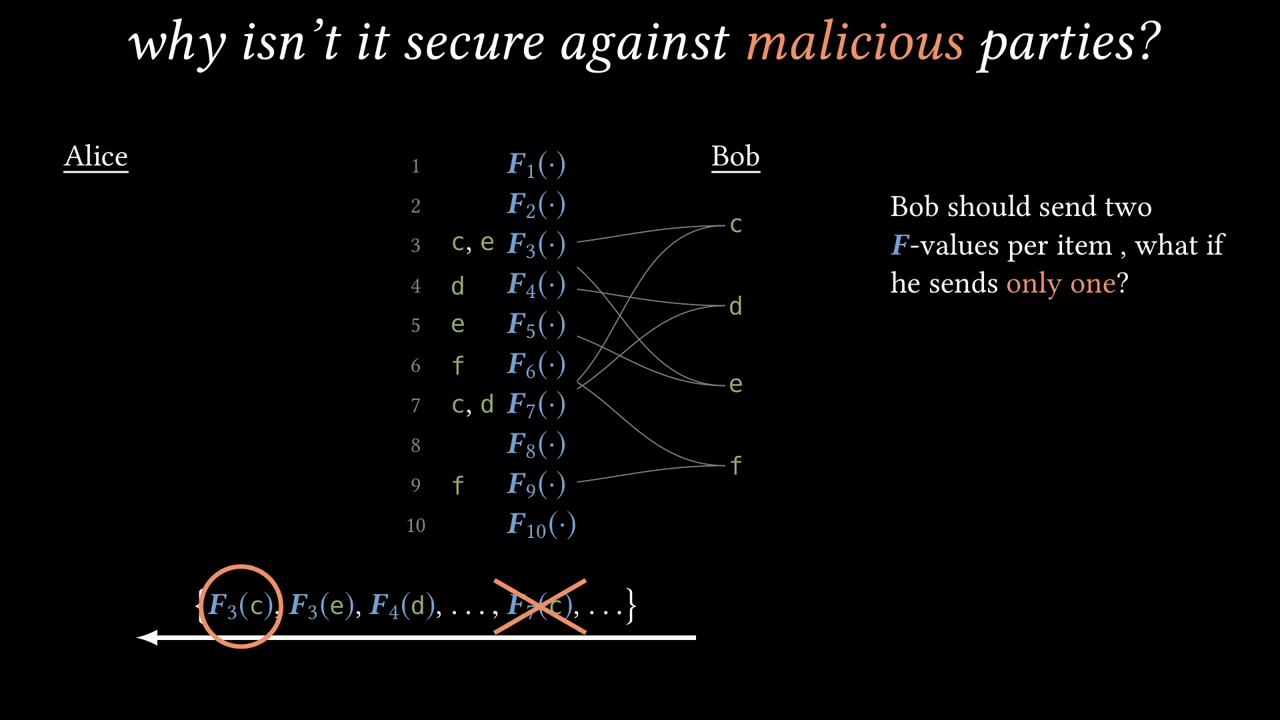 why isn't it secure against malicious parties?
Alice
Bob
1 F₁(·)
2 F₂(·)
3 c, e F₃(·)
4 d F₄(·)
5 e F₅(·)
6 f F₆(·)
7 c, d F₇(·)
8 F₈(·)
9 f F₉(·)
10 F₁₀(·)
c
d
e
f
Bob should send two
F-values per item , what if
he sends only one?
{F₃(c), F₃(e), F₄(d), . . . , F₇(c), . . .}